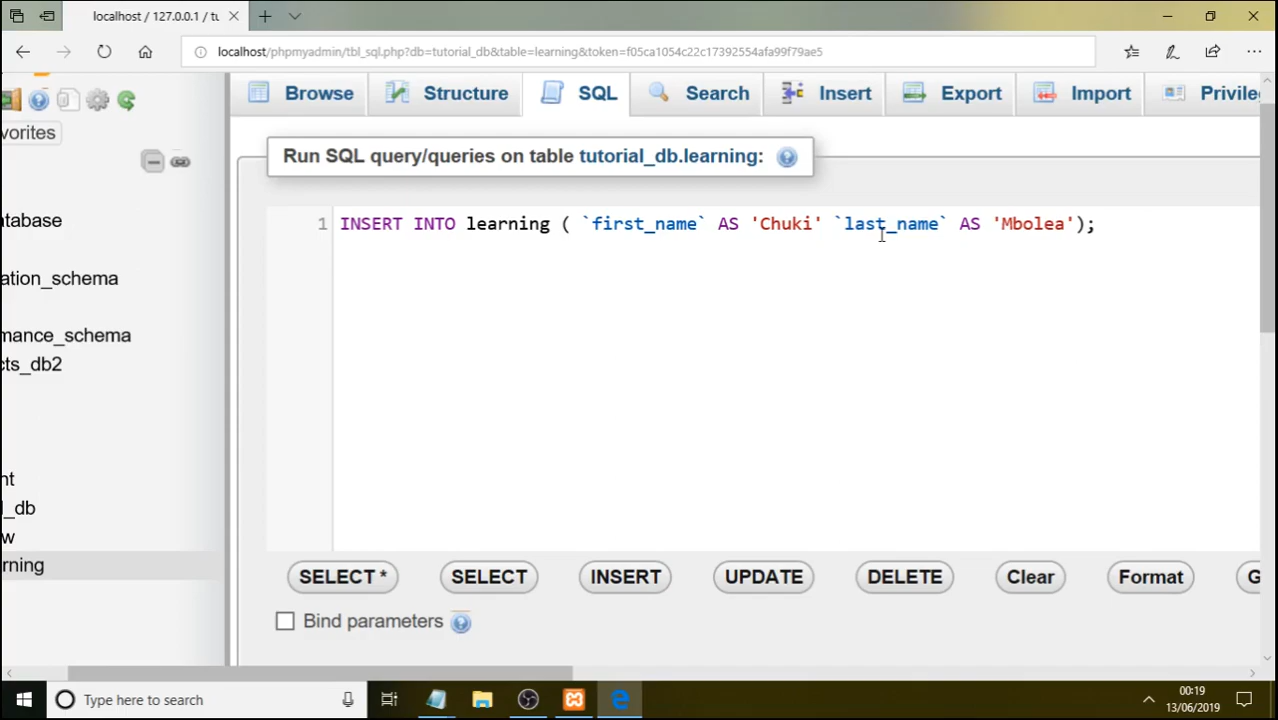 localhost / 127.0.0.1 / tu
localhost/phpmyadmin/tbl_sql.php?db=tutorial_db&table=learning&token=f05ca1054c22c17392554afa99f79ae5
vorites
atabase
ation_schema
mance_schema
cts_db2
nt
l_db
w
rning
Browse Structure SQL Search Insert Export Import Privile
Run SQL query/queries on table tutorial_db.learning:
1 INSERT INTO learning ( `first_name` AS 'Chuki' `last_name` AS 'Mbolea');
SELECT * SELECT INSERT UPDATE DELETE Clear Format G
Bind parameters
Type here to search
00:19
13/06/2019